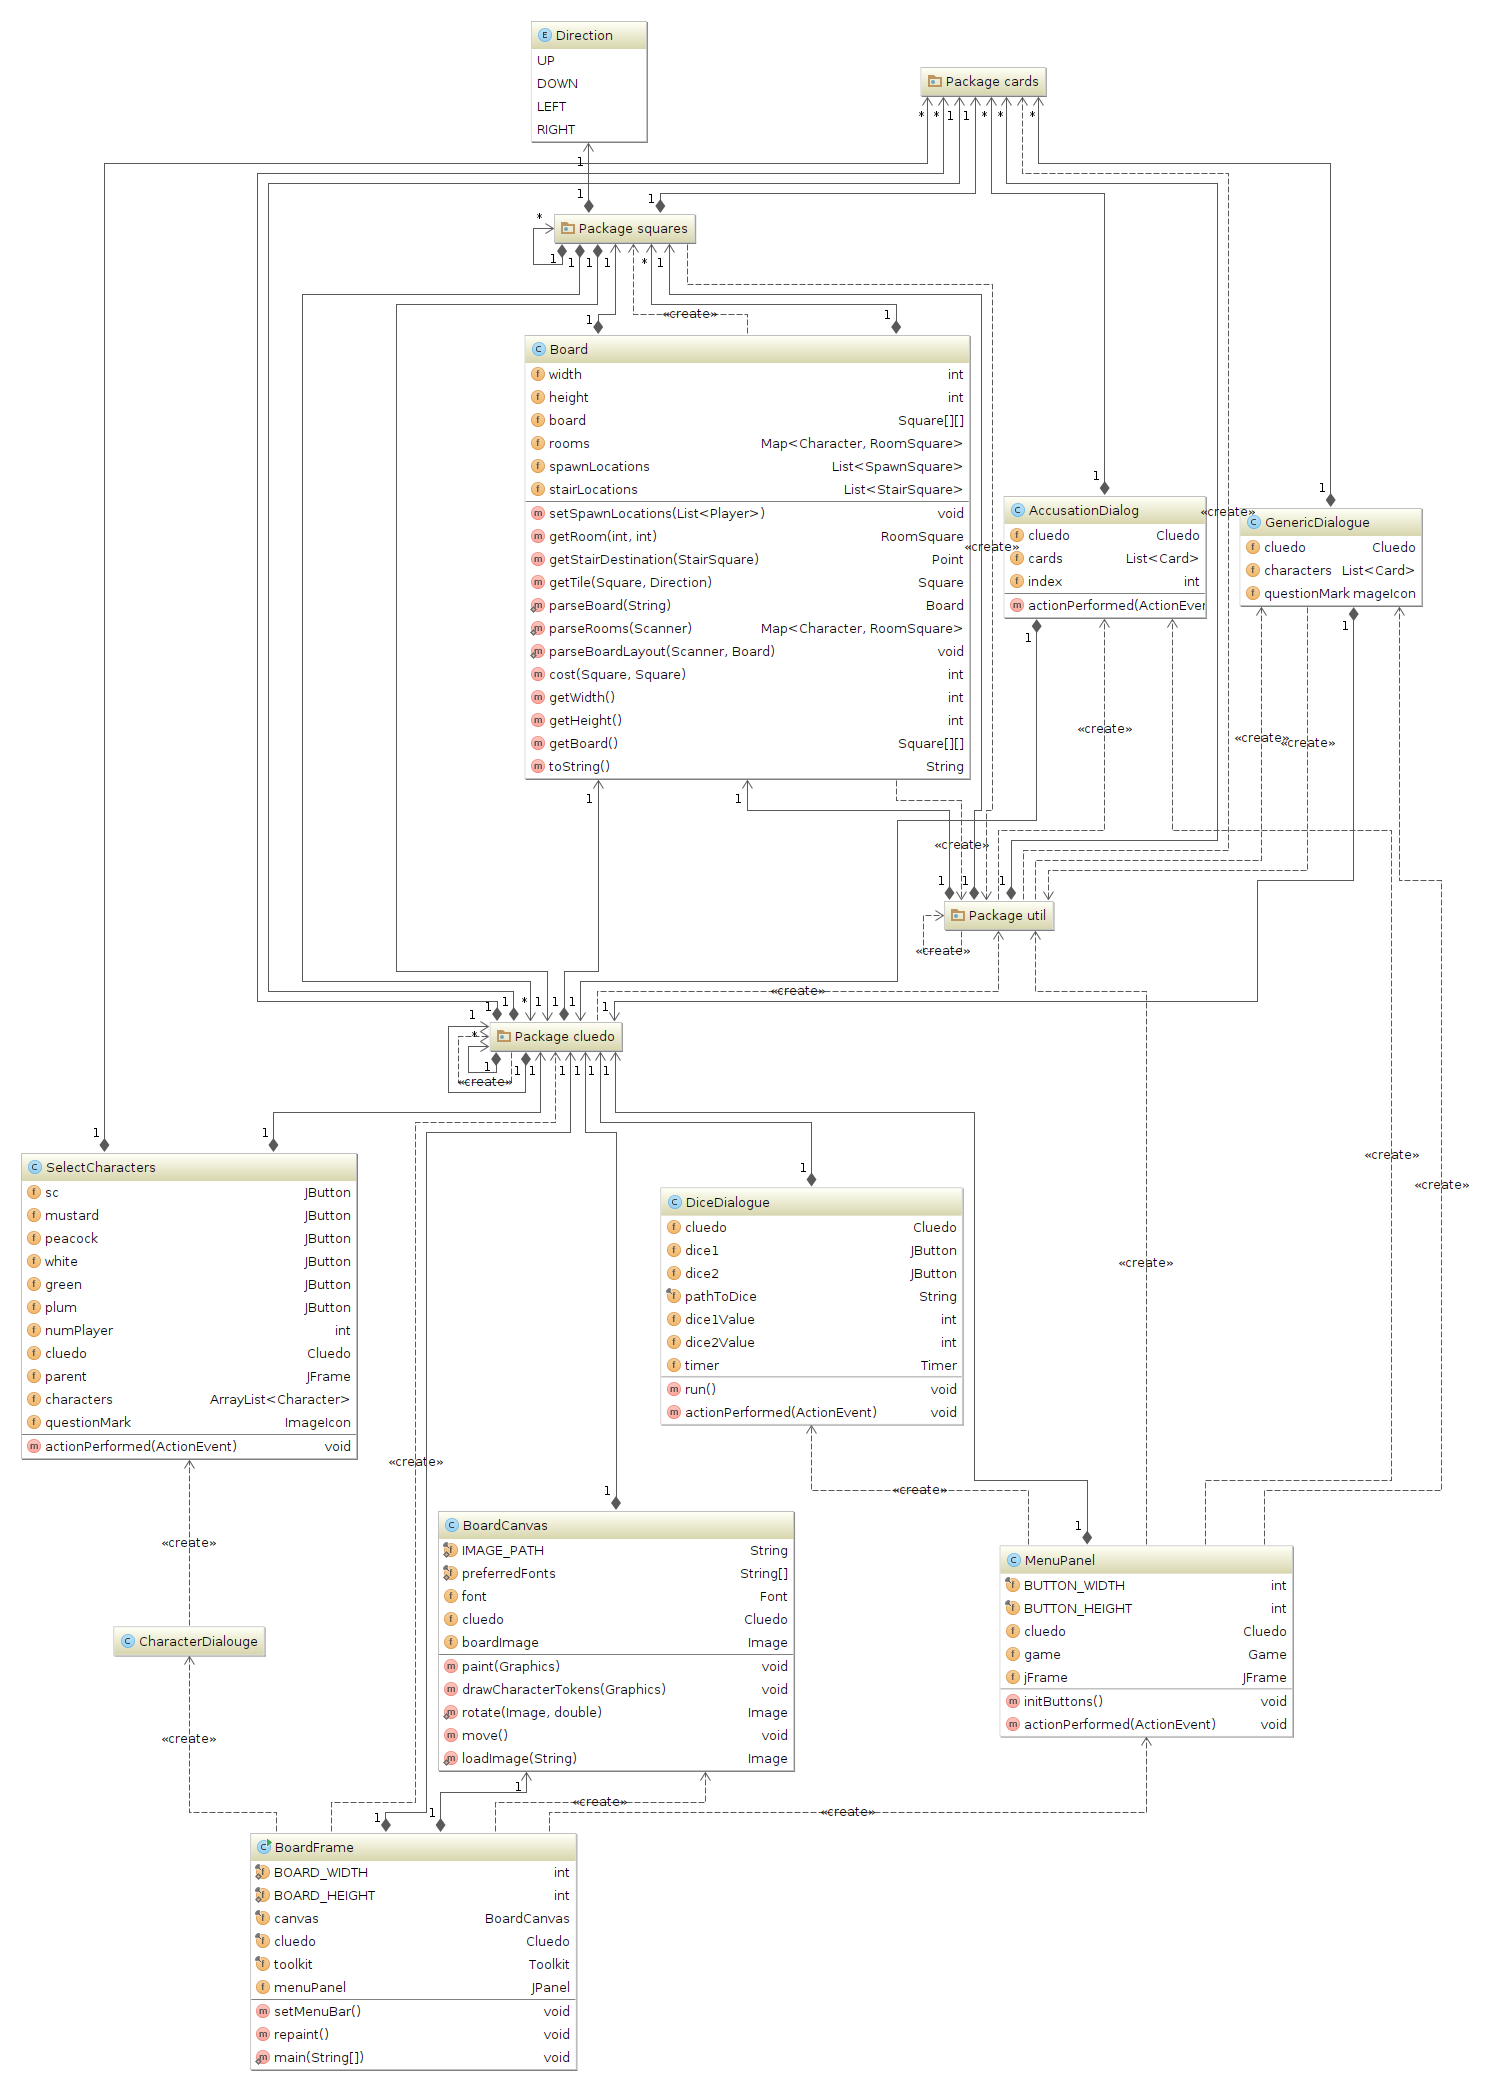 Direction
UP
DOWN
LEFT
RIGHT
Package cards
* * 1 1 * * *
1
1 1
* Package squares
1 1 1 1 * 1
«create»
1 1
Board
width int
height int
board Square[][]
rooms Map<Character, RoomSquare>
spawnLocations List<SpawnSquare>
stairLocations List<StairSquare>
setSpawnLocations(List<Player>) void
getRoom(int, int) RoomSquare
getStairDestination(StairSquare) Point
getTile(Square, Direction) Square
parseBoard(String) Board
parseRooms(Scanner) Map<Character, RoomSquare>
parseBoardLayout(Scanner, Board) void
cost(Square, Square) int
getWidth() int
getHeight() int
getBoard() Square[][]
toString() String
1
AccusationDialog
cluedo Cluedo
cards List<Card>
index int
actionPerformed(ActionEver
1
«create»
«create»
1
GenericDialogue
cluedo Cluedo
characters List<Card>
questionMark mageIcon
1
«create»
«create»
«create»
1 1
«create»
1 1 1
Package util
«create»
«create»
1 1 * 1 1 1 1
1 Package cluedo
*
1 1 1 1 1 1 1
«create»
1 1
SelectCharacters
sc JButton
mustard JButton
peacock JButton
white JButton
green JButton
plum JButton
numPlayer int
cluedo Cluedo
parent JFrame
characters ArrayList<Character>
questionMark ImageIcon
actionPerformed(ActionEvent) void
1
DiceDialogue
cluedo Cluedo
dice1 JButton
dice2 JButton
pathToDice String
dice1Value int
dice2Value int
timer Timer
run() void
actionPerformed(ActionEvent) void
«create»
«create»
«create»
«create»
«create»
«create»
1
BoardCanvas
IMAGE_PATH String
preferredFonts String[]
font Font
cluedo Cluedo
boardImage Image
paint(Graphics) void
drawCharacterTokens(Graphics) void
rotate(Image, double) Image
move() void
loadImage(String) Image
1
MenuPanel
BUTTON_WIDTH int
BUTTON_HEIGHT int
cluedo Cluedo
game Game
jFrame JFrame
initButtons() void
actionPerformed(ActionEvent) void
CharacterDialouge
«create»
1
«create»
«create»
1 1
BoardFrame
BOARD_WIDTH int
BOARD_HEIGHT int
canvas BoardCanvas
cluedo Cluedo
toolkit Toolkit
menuPanel JPanel
setMenuBar() void
repaint() void
main(String[]) void